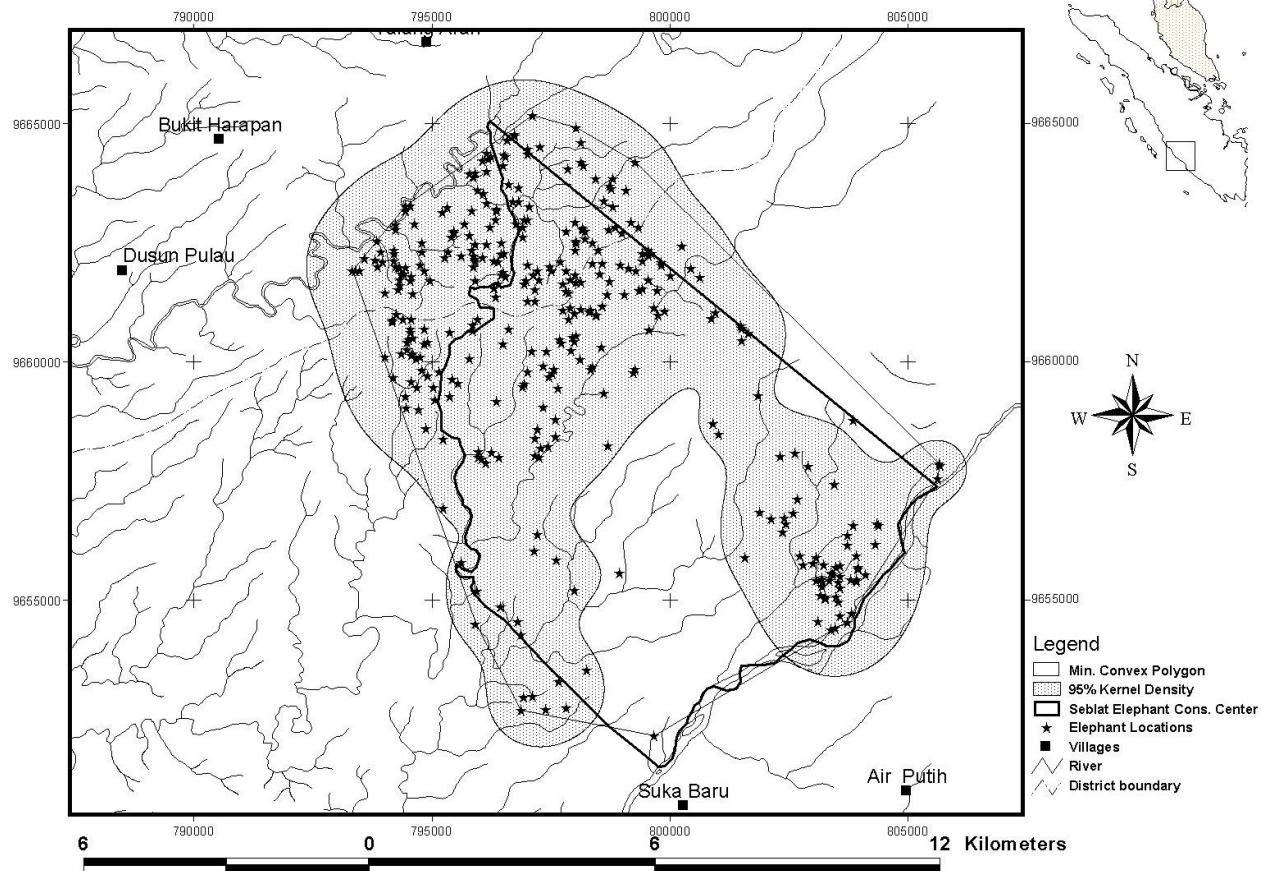 790000 795000 800000 805000
9665000 9665000
Bukit Harapan
Dusun Pulau
9660000 9660000
N
W E
S
9655000 9655000
Suka Baru
Air Putih
790000 795000 800000 805000
6 0 6 12 Kilometers
Legend
Min. Convex Polygon
95% Kernel Density
Seblat Elephant Cons. Center
Elephant Locations
Villages
River
District boundary